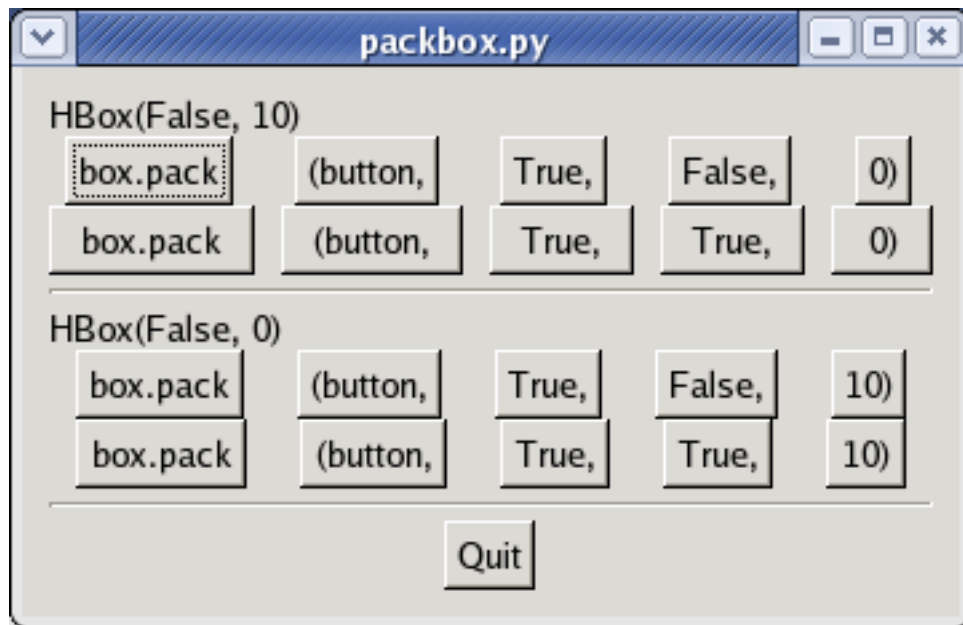 packbox.py
HBox(False, 10)
box.pack (button, True, False, 0)
box.pack (button, True, True, 0)
HBox(False, 0)
box.pack (button, True, False, 10)
box.pack (button, True, True, 10)
Quit